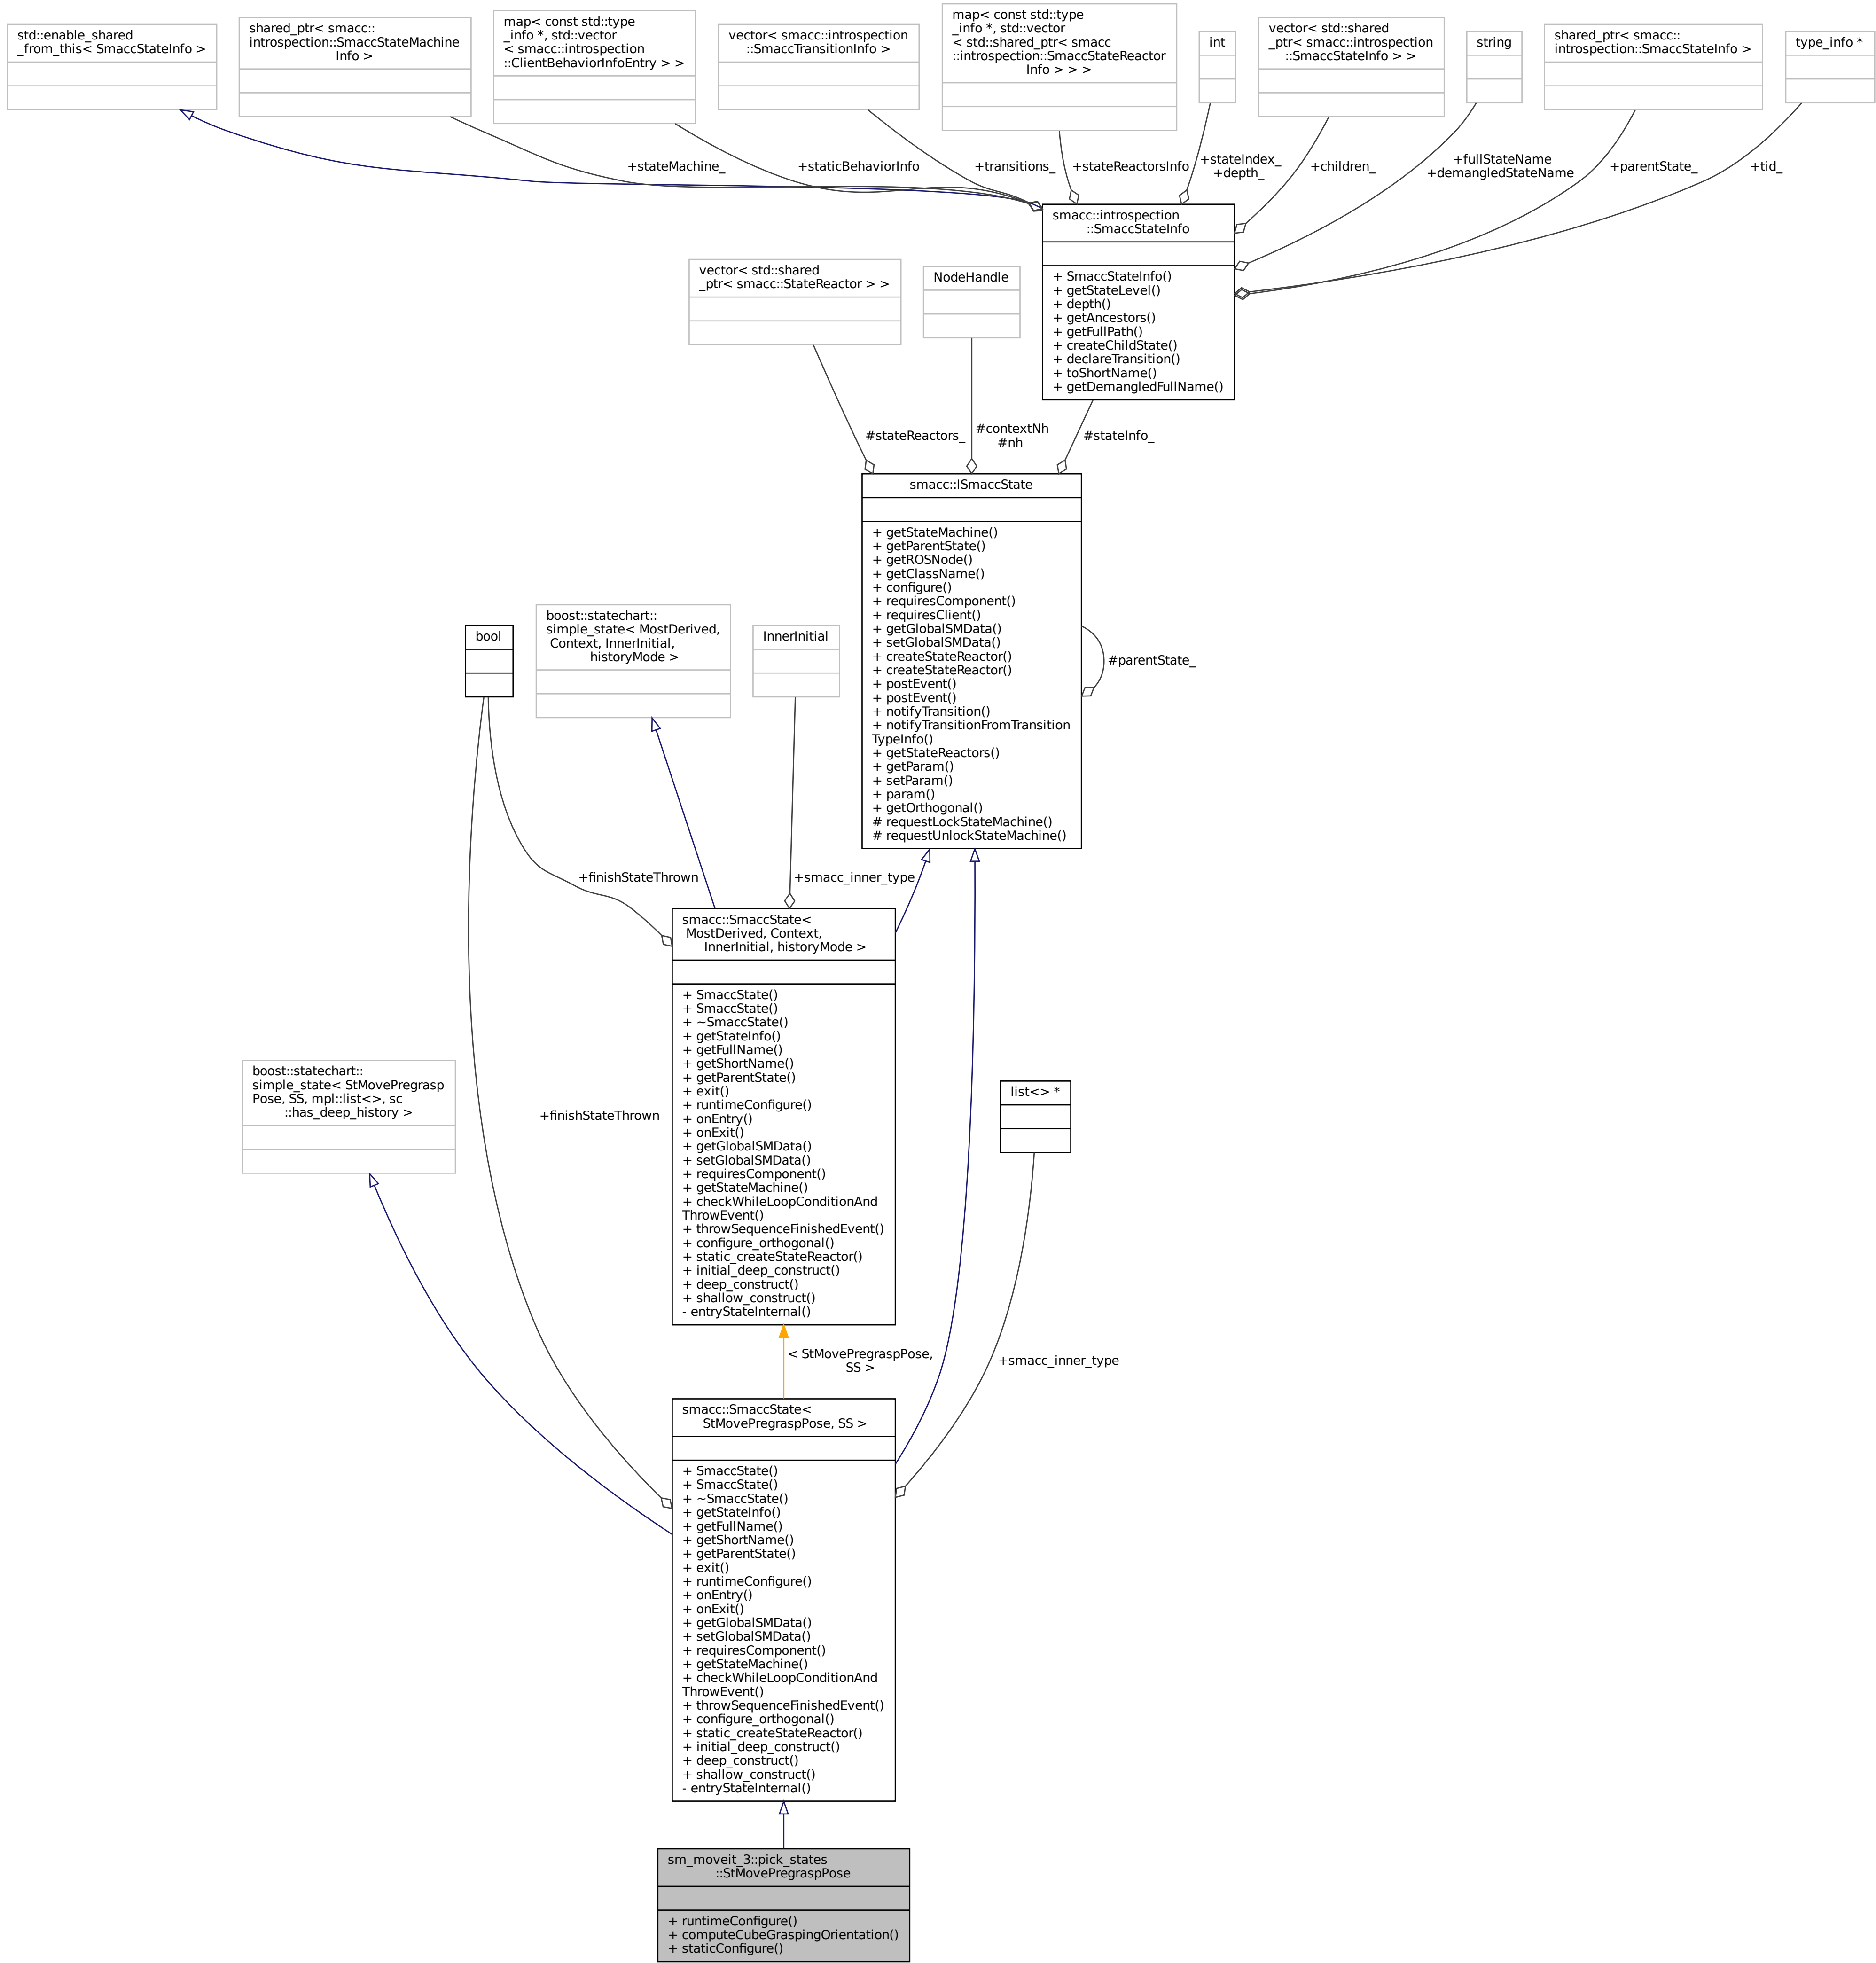 std::enable_shared
_from_this< SmaccStateInfo >
shared_ptr< smacc::
introspection::SmaccStateMachine
Info >
map< const std::type
_info *, std::vector
< smacc::introspection
::ClientBehaviorInfoEntry > >
vector< smacc::introspection
::SmaccTransitionInfo >
map< const std::type
_info *, std::vector
< std::shared_ptr< smacc
::introspection::SmaccStateReactor
Info > > >
int
vector< std::shared
_ptr< smacc::introspection
::SmaccStateInfo > >
string
shared_ptr< smacc::
introspection::SmaccStateInfo >
type_info *
+stateMachine_
+staticBehaviorInfo
+transitions_
+stateReactorsInfo
+stateIndex_
+depth_
+children_
+fullStateName
+demangledStateName
+parentState_
+tid_
smacc::introspection
::SmaccStateInfo
+ SmaccStateInfo()
+ getStateLevel()
+ depth()
+ getAncestors()
+ getFullPath()
+ createChildState()
+ declareTransition()
+ toShortName()
+ getDemangledFullName()
vector< std::shared
_ptr< smacc::StateReactor > >
NodeHandle
#stateReactors_
#contextNh
#nh
#stateInfo_
smacc::ISmaccState
+ getStateMachine()
+ getParentState()
+ getROSNode()
+ getClassName()
+ configure()
+ requiresComponent()
+ requiresClient()
+ getGlobalSMData()
+ setGlobalSMData()
+ createStateReactor()
+ createStateReactor()
+ postEvent()
+ postEvent()
+ notifyTransition()
+ notifyTransitionFromTransition
TypeInfo()
+ getStateReactors()
+ getParam()
+ setParam()
+ param()
+ getOrthogonal()
# requestLockStateMachine()
# requestUnlockStateMachine()
#parentState_
bool
boost::statechart::
simple_state< MostDerived,
Context, InnerInitial,
historyMode >
InnerInitial
+finishStateThrown
+smacc_inner_type
smacc::SmaccState<
MostDerived, Context,
InnerInitial, historyMode >
+ SmaccState()
+ SmaccState()
+ ~SmaccState()
+ getStateInfo()
+ getFullName()
+ getShortName()
+ getParentState()
+ exit()
+ runtimeConfigure()
+ onEntry()
+ onExit()
+ getGlobalSMData()
+ setGlobalSMData()
+ requiresComponent()
+ getStateMachine()
+ checkWhileLoopConditionAnd
ThrowEvent()
+ throwSequenceFinishedEvent()
+ configure_orthogonal()
+ static_createStateReactor()
+ initial_deep_construct()
+ deep_construct()
+ shallow_construct()
- entryStateInternal()
boost::statechart::
simple_state< StMovePregrasp
Pose, SS, mpl::list<>, sc
::has_deep_history >
+finishStateThrown
list<> *
< StMovePregraspPose,
SS >
+smacc_inner_type
smacc::SmaccState<
StMovePregraspPose, SS >
+ SmaccState()
+ SmaccState()
+ ~SmaccState()
+ getStateInfo()
+ getFullName()
+ getShortName()
+ getParentState()
+ exit()
+ runtimeConfigure()
+ onEntry()
+ onExit()
+ getGlobalSMData()
+ setGlobalSMData()
+ requiresComponent()
+ getStateMachine()
+ checkWhileLoopConditionAnd
ThrowEvent()
+ throwSequenceFinishedEvent()
+ configure_orthogonal()
+ static_createStateReactor()
+ initial_deep_construct()
+ deep_construct()
+ shallow_construct()
- entryStateInternal()
sm_moveit_3::pick_states
::StMovePregraspPose
+ runtimeConfigure()
+ computeCubeGraspingOrientation()
+ staticConfigure()